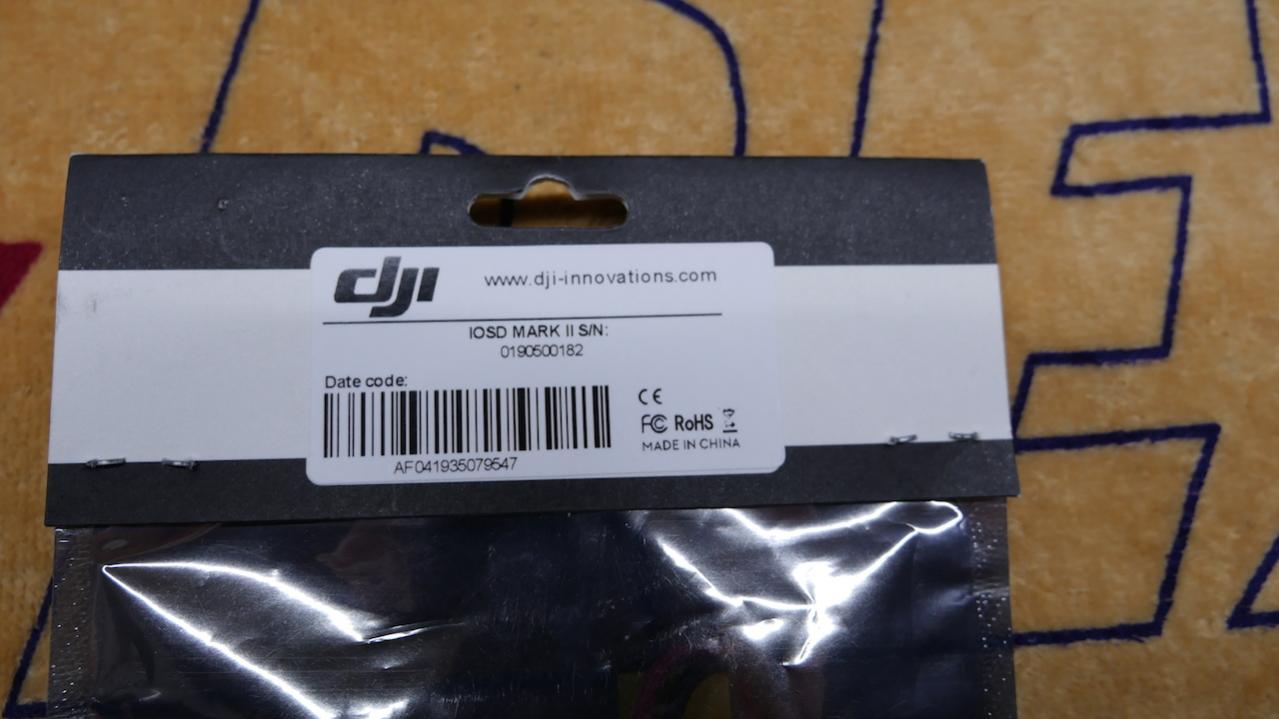 dji
www.dji-innovations.com
IOSD MARK II S/N:
0190500182
Date code:
AF041935079547
CE
FC RoHS
MADE IN CHINA